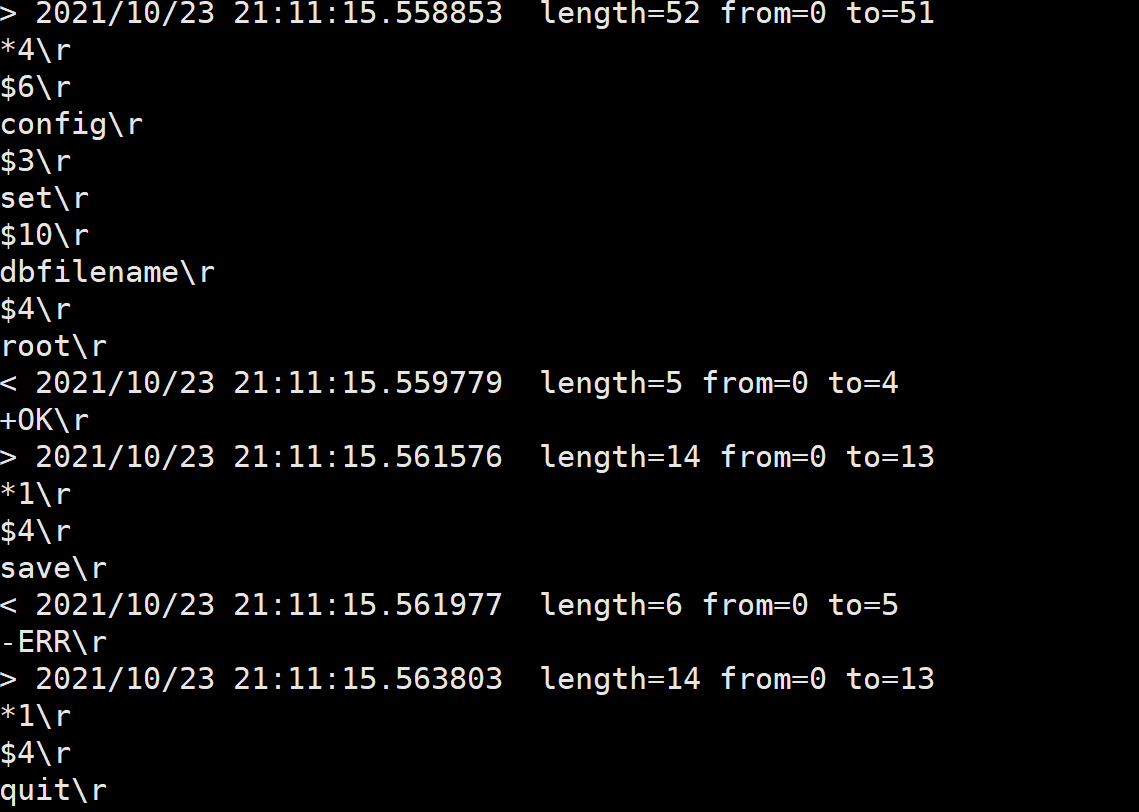 > 2021/10/23 21:11:15.558853  length=52 from=0 to=51
*4\r
$6\r
config\r
$3\r
set\r
$10\r
dbfilename\r
$4\r
root\r
< 2021/10/23 21:11:15.559779  length=5 from=0 to=4
+OK\r
> 2021/10/23 21:11:15.561576  length=14 from=0 to=13
*1\r
$4\r
save\r
< 2021/10/23 21:11:15.561977  length=6 from=0 to=5
-ERR\r
> 2021/10/23 21:11:15.563803  length=14 from=0 to=13
*1\r
$4\r
quit\r